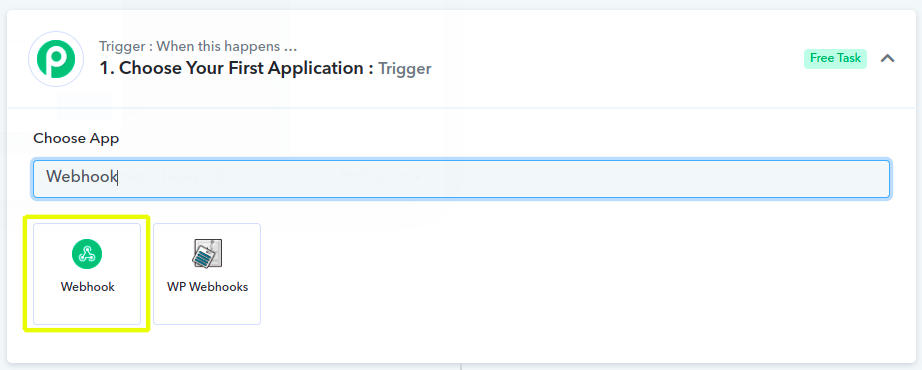 Trigger : When this happens ...
1. Choose Your First Application : Trigger
Free Task
Choose App
Webhook
Webhook
WP Webhooks